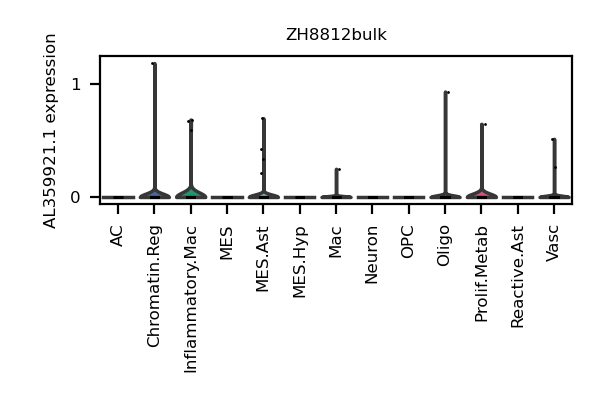 ZH8812bulk
AL359921.1 expression
1
0
AC
Chromatin.Reg
Inflammatory.Mac
MES
MES.Ast
MES.Hyp
Mac
Neuron
OPC
Oligo
Prolif.Metab
Reactive.Ast
Vasc